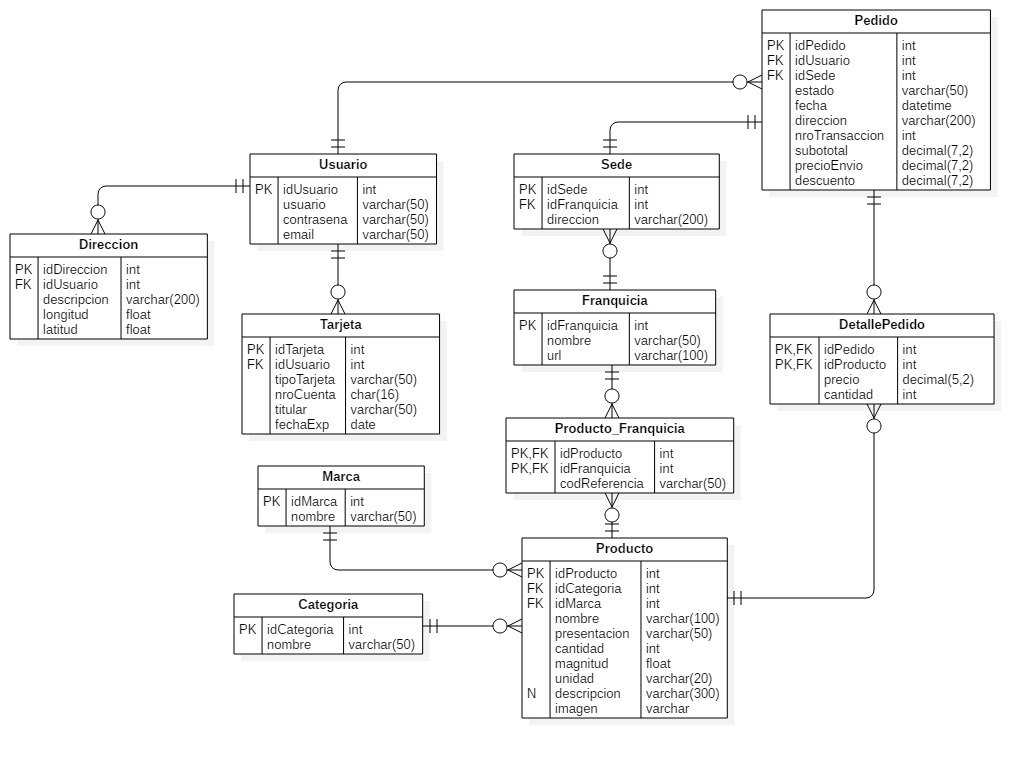 Pedido
PK idPedido int
FK idUsuario int
FK idSede int
estado varchar(50)
fecha datetime
direccion varchar(200)
nroTransaccion int
subototal decimal(7,2)
precioEnvio decimal(7,2)
descuento decimal(7,2)
Usuario
PK idUsuario int
usuario varchar(50)
contrasena varchar(50)
email varchar(50)
Sede
PK idSede int
FK idFranquicia int
direccion varchar(200)
Direccion
PK idDireccion int
FK idUsuario int
descripcion varchar(200)
longitud float
latitud float
Franquicia
PK idFranquicia int
nombre varchar(50)
url varchar(100)
Tarjeta
PK idTarjeta int
FK idUsuario int
tipoTarjeta varchar(50)
nroCuenta char(16)
titular varchar(50)
fechaExp date
DetallePedido
PK,FK idPedido int
PK,FK idProducto int
precio decimal(5,2)
cantidad int
Producto_Franquicia
PK,FK idProducto int
PK,FK idFranquicia int
codReferencia varchar(50)
Marca
PK idMarca int
nombre varchar(50)
Producto
PK idProducto int
FK idCategoria int
FK idMarca int
nombre varchar(100)
presentacion varchar(50)
cantidad int
magnitud float
unidad varchar(20)
N descripcion varchar(300)
imagen varchar
Categoria
PK idCategoria int
nombre varchar(50)